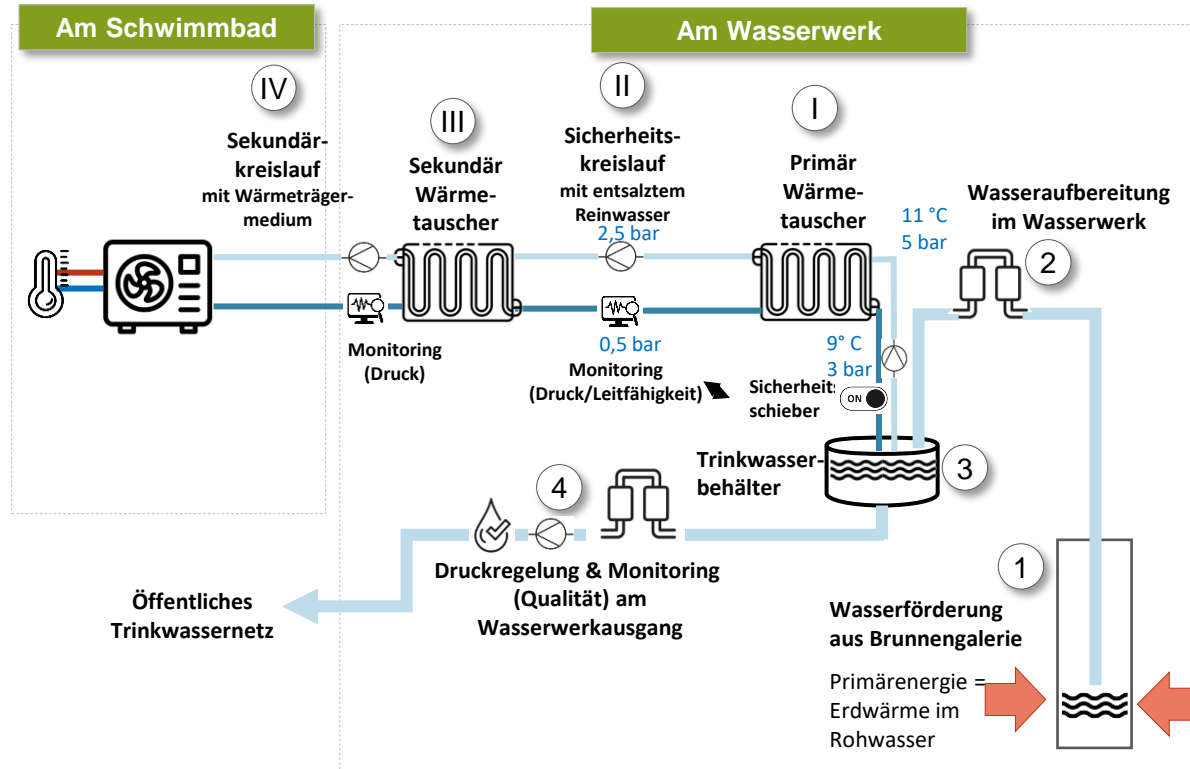 Am Schwimmbad
Am Wasserwerk
IV
Sekundär-
kreislauf
mit Wärmeträger-
medium
III
Sekundär
Wärme-
tauscher
II
Sicherheits-
kreislauf
mit entsalztem
Reinwasser
2,5 bar
I
Primär
Wärme-
tauscher
11 °C
5 bar
Wasseraufbereitung
im Wasserwerk
2
Monitoring
(Druck)
0,5 bar
Monitoring
(Druck/Leitfähigkeit)
9° C
3 bar
Sicherheits
schieber
ON
Trinkwasser-
behälter
3
4
Druckregelung & Monitoring
(Qualität) am
Wasserwerkausgang
Öffentliches
Trinkwassernetz
1
Wasserförderung
aus Brunnengalerie
Primärenergie =
Erdwärme im
Rohwasser